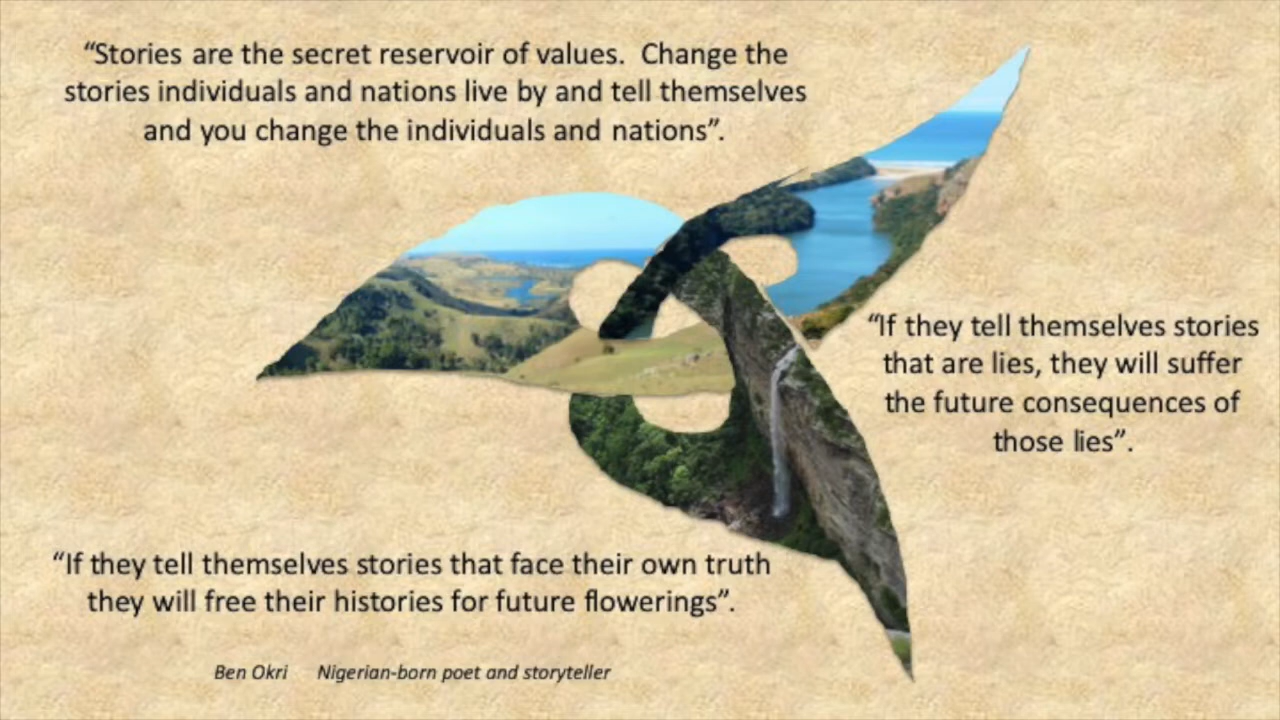 “Stories are the secret reservoir of values. Change the
stories individuals and nations live by and tell themselves
and you change the individuals and nations”.
“If they tell themselves stories
that are lies, they will suffer
the future consequences of
those lies”.
“If they tell themselves stories that face their own truth
they will free their histories for future flowerings”.
Ben Okri Nigerian-born poet and storyteller